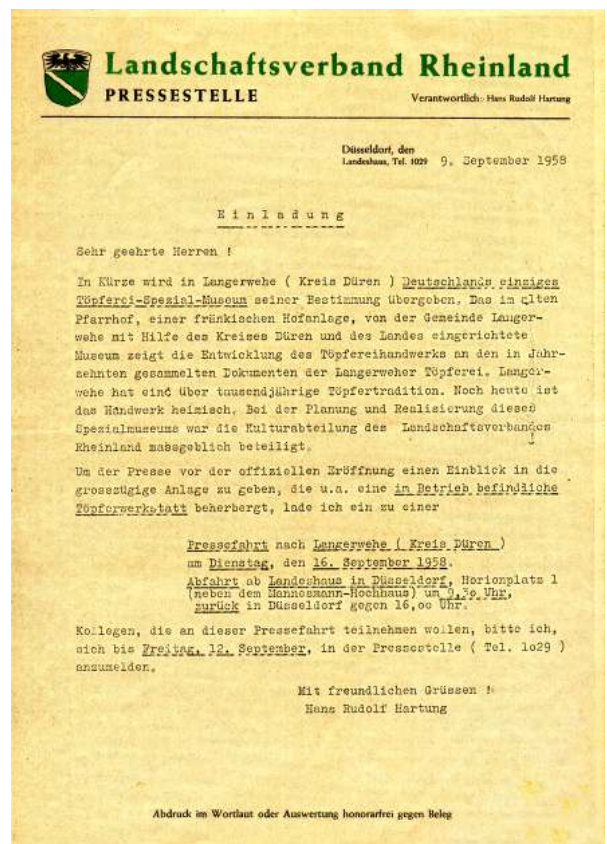 Landschaftsverband Rheinland
PRESSESTELLE
Verantwortlich: Hans Rudolf Hartung
Düsseldorf, den
Landeshaus, Tel. 1029 9. September 1958
Einladung
Sehr geehrte Herren !
In Kürze wird in Langerwehe ( Kreis Düren ) Deutschlands einziges
Töpferei-Spezial-Museum seiner Bestimmung übergeben. Das im alten
Pfarrhof, einer fränkischen Hofanlage, von der Gemeinde Langer-
wehe mit Hilfe des Kreises Düren und des Landes eingerichtete
Museum zeigt die Entwicklung des Töpfereihandwerks an den in Jahr-
zehnten gesammelten Dokumenten der Langerweher Töpferei. Langer-
wehe hat eine über tausendjährige Töpfertradition. Noch heute ist
das Handwerk heimisch. Bei der Planung und Realisierung dieses
Spezialmuseums war die Kulturabteilung des Landschaftsverbandes
Rheinland massgeblich beteiligt.
Um der Presse vor der offiziellen Eröffnung einen Einblick in die
grosszügige Anlage zu geben, die u.a. eine im Betrieb befindliche
Töpferwerkstatt beherbergt, lade ich ein zu einer
Pressefahrt nach Langerwehe ( Kreis Düren )
am Dienstag, den 16. September 1958.
Abfahrt ab Landeshaus in Düsseldorf, Horionplatz 1
(neben dem Mannesmann-Hochhaus) um 9,3o Uhr,
zurück in Düsseldorf gegen 16,oo Uhr.
Kollegen, die an dieser Pressefahrt teilnehmen wollen, bitte ich,
sich bis Freitag, 12. September, in der Pressestelle ( Tel. 1o29 )
anzumelden.
Mit freundlichen Grüssen !
Hans Rudolf Hartung
Abdruck im Wortlaut oder Auswertung honorarfrei gegen Beleg